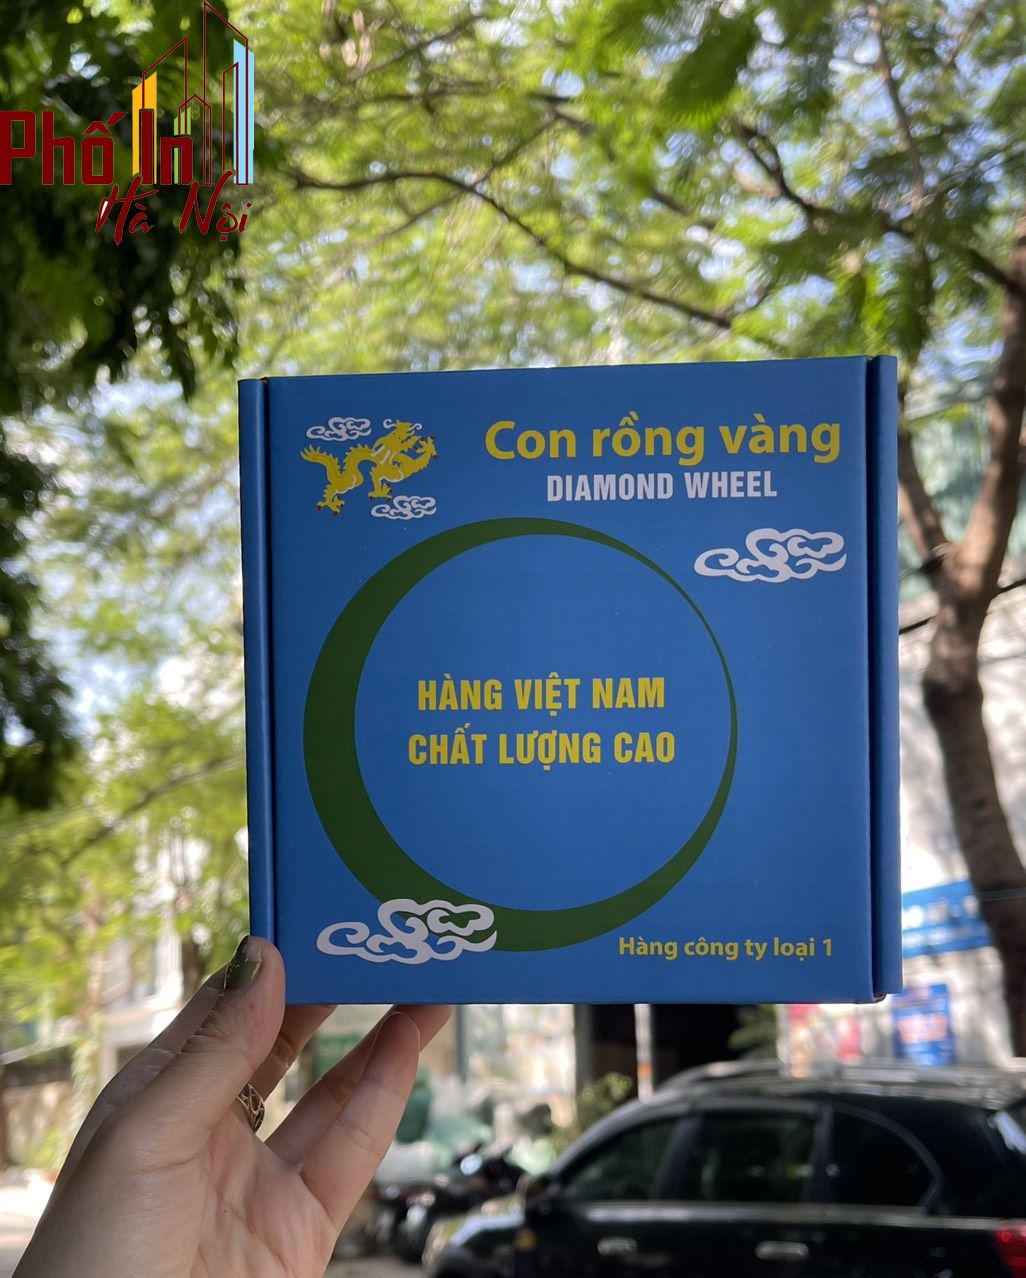 Phố In
Hà Nội
Con rồng vàng
DIAMOND WHEEL
HÀNG VIỆT NAM
CHẤT LƯỢNG CAO
Hàng công ty loại 1